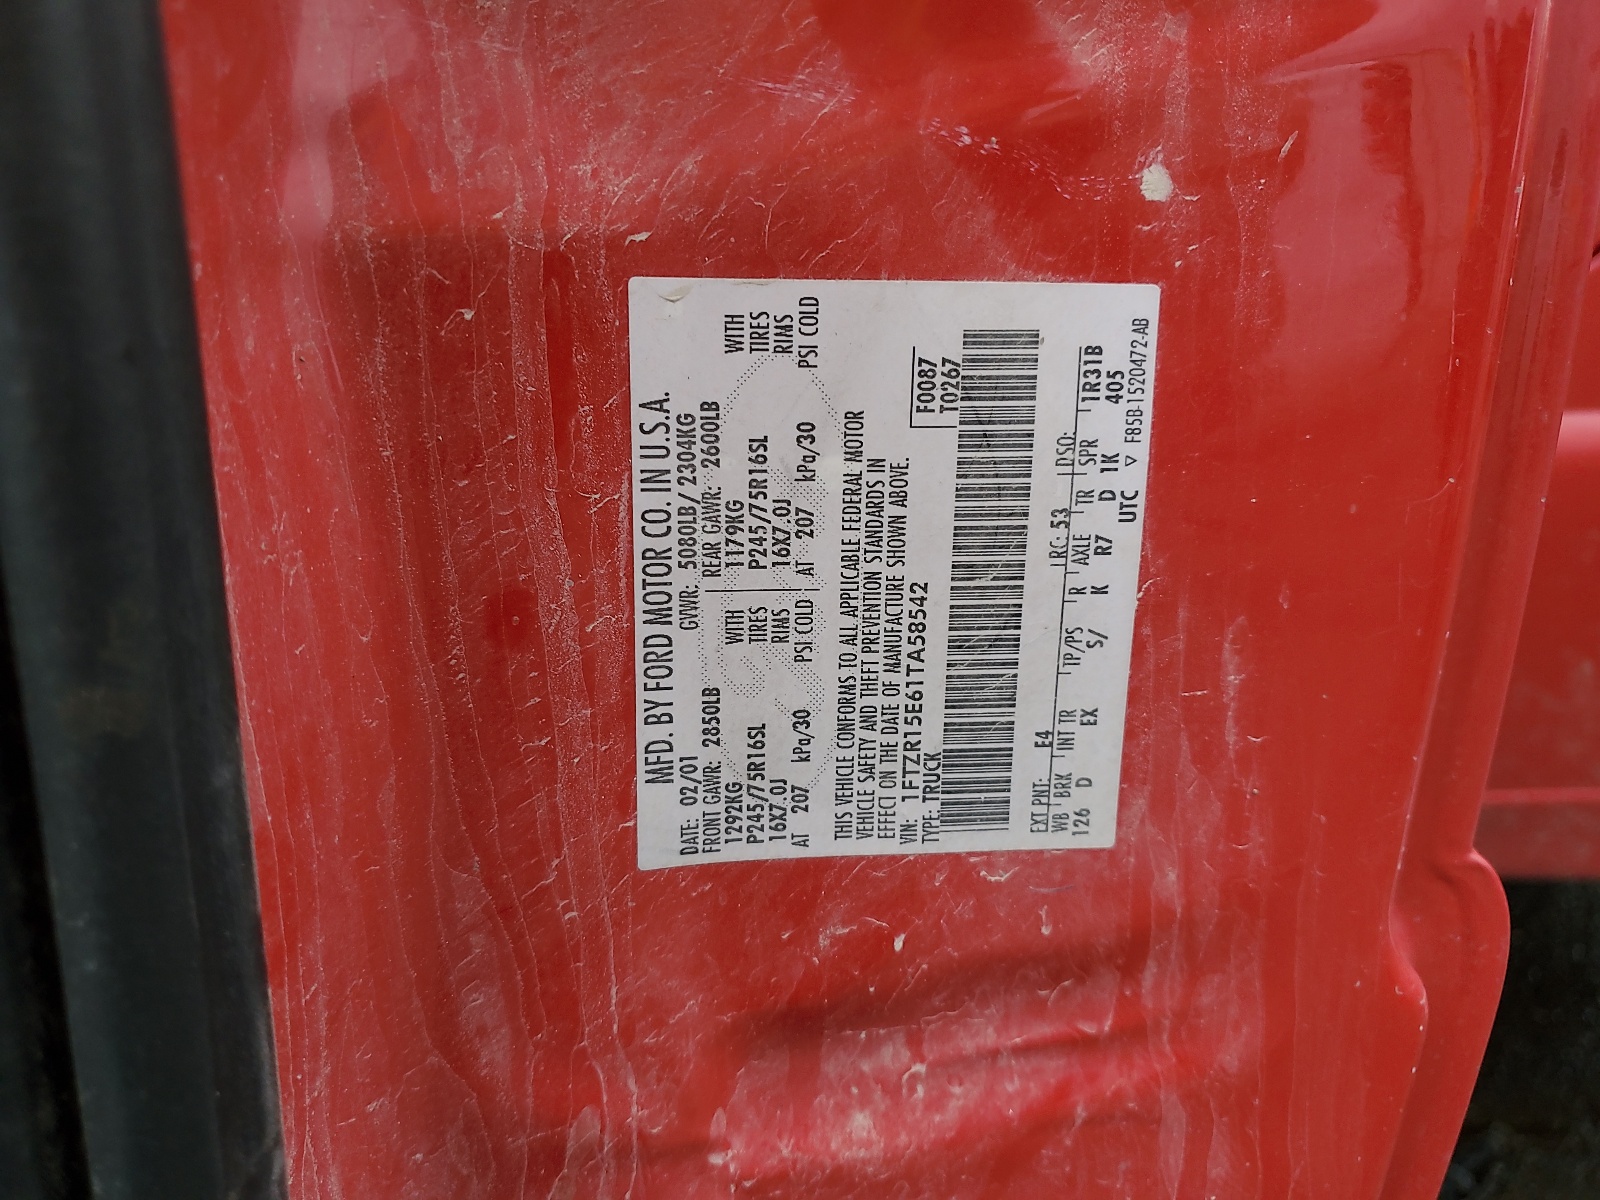 MFD. BY FORD MOTOR CO. IN U.S.A.
DATE: 02/01 GVWR: 5080LB/ 2304KG
FRONT GAWR: 2850LB REAR GAWR: 2600LB
1292KG WITH 1179KG WITH
P245/75R16SL TIRES P245/75R16SL TIRES
16X7.0J RIMS 16X7.0J RIMS
AT 207 kPa/30 PSI COLD AT 207 kPa/30 PSI COLD
THIS VEHICLE CONFORMS TO ALL APPLICABLE FEDERAL MOTOR
VEHICLE SAFETY AND THEFT PREVENTION STANDARDS IN
EFFECT ON THE DATE OF MANUFACTURE SHOWN ABOVE.
VIN: 1FTZR15E61TA58542 F0087
TYPE: TRUCK T0267
EXT PNT: E4 RC: 53 DSO:
WB BRK INT TR TP/PS R AXLE TR SPR 1R31B
126 D EX S/ K R7 D 1K 405
UTC ▽ F85B-1520472-AB